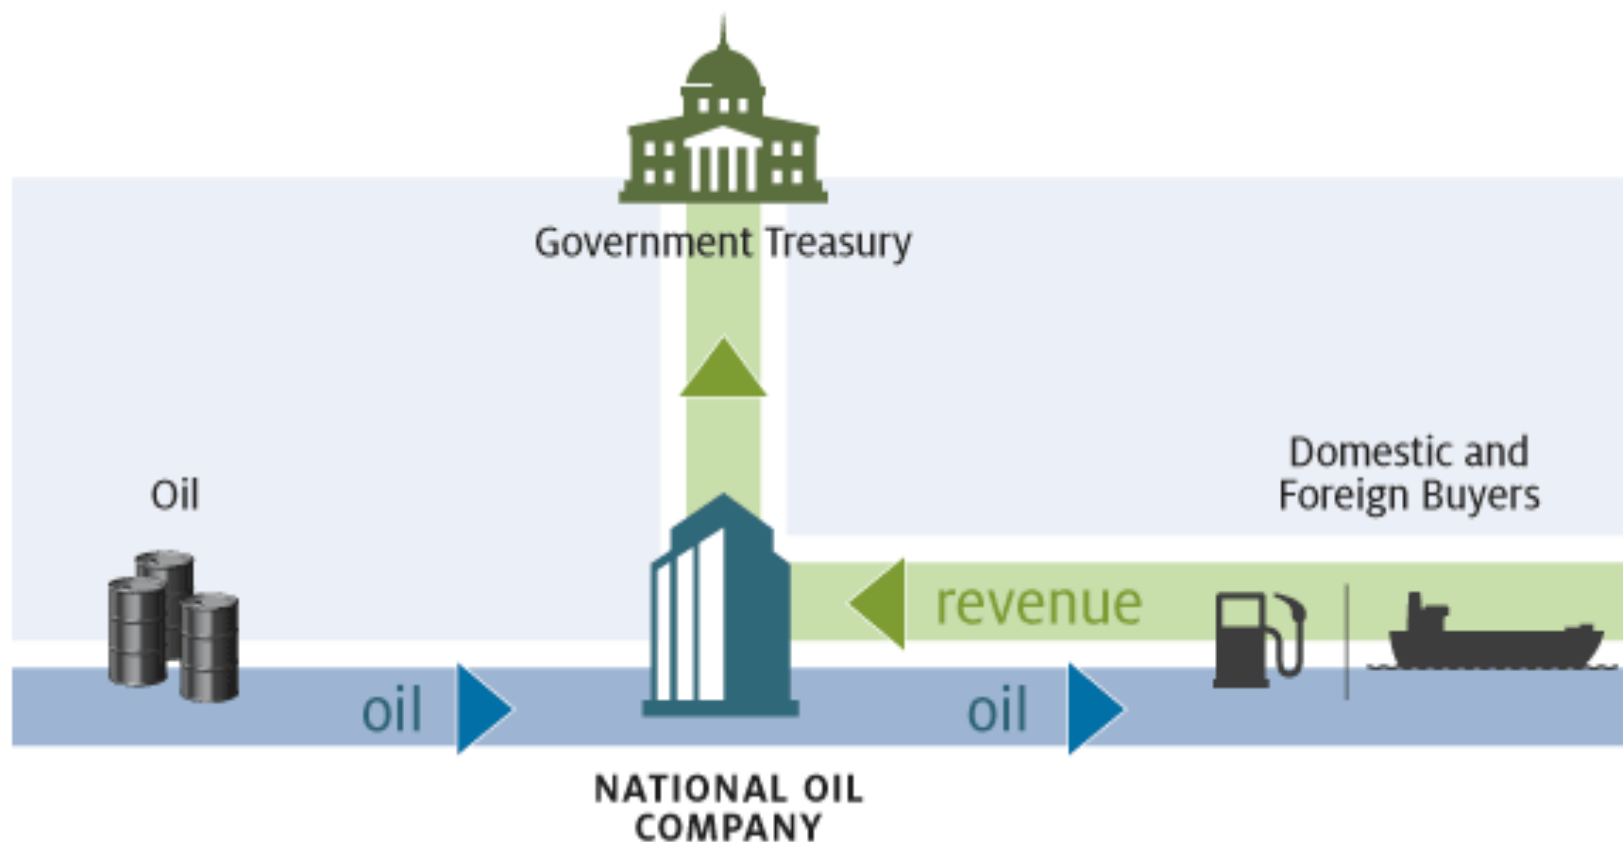 Government Treasury
Domestic and
Foreign Buyers
Oil
revenue
oil
oil
NATIONAL OIL
COMPANY